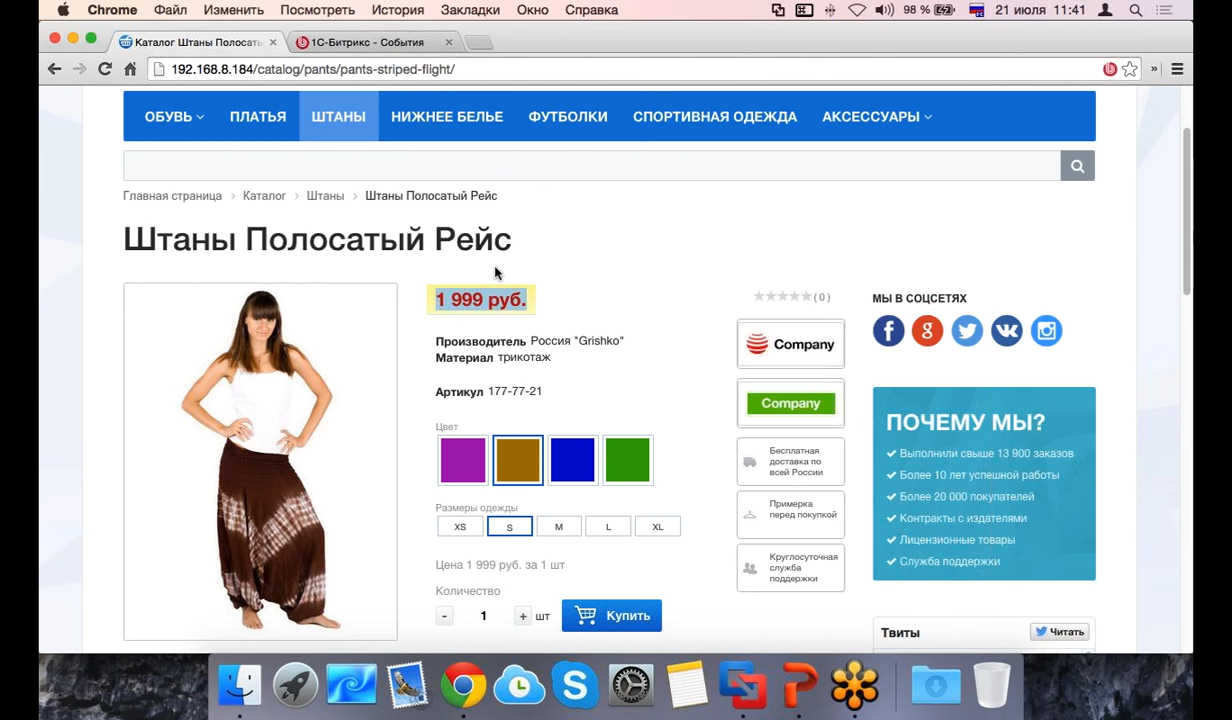 Chrome Файл Изменить Посмотреть История Закладки Окно Справка 98 % 21 июля 11:41
Каталог Штаны Полосаты × 1С-Битрикс - События ×
192.168.8.184/catalog/pants/pants-striped-flight/
ОБУВЬ ПЛАТЬЯ ШТАНЫ НИЖНЕЕ БЕЛЬЕ ФУТБОЛКИ СПОРТИВНАЯ ОДЕЖДА АКСЕССУАРЫ
Главная страница > Каталог > Штаны > Штаны Полосатый Рейс
Штаны Полосатый Рейс
1 999 руб.
(0)
Производитель Россия "Grishko"
Материал трикотаж
Артикул 177-77-21
Цвет
Размеры одежды
XS S M L XL
Цена 1 999 руб. за 1 шт
Количество
- 1 + шт Купить
Company
Company
Бесплатная
доставка по
всей России
Примерка
перед покупкой
Круглосуточная
служба
поддержки
МЫ В СОЦСЕТЯХ
ПОЧЕМУ МЫ?
Выполнили свыше 13 900 заказов
Более 10 лет успешной работы
Более 20 000 покупателей
Контракты с издателями
Лицензионные товары
Служба поддержки
Твиты Читать